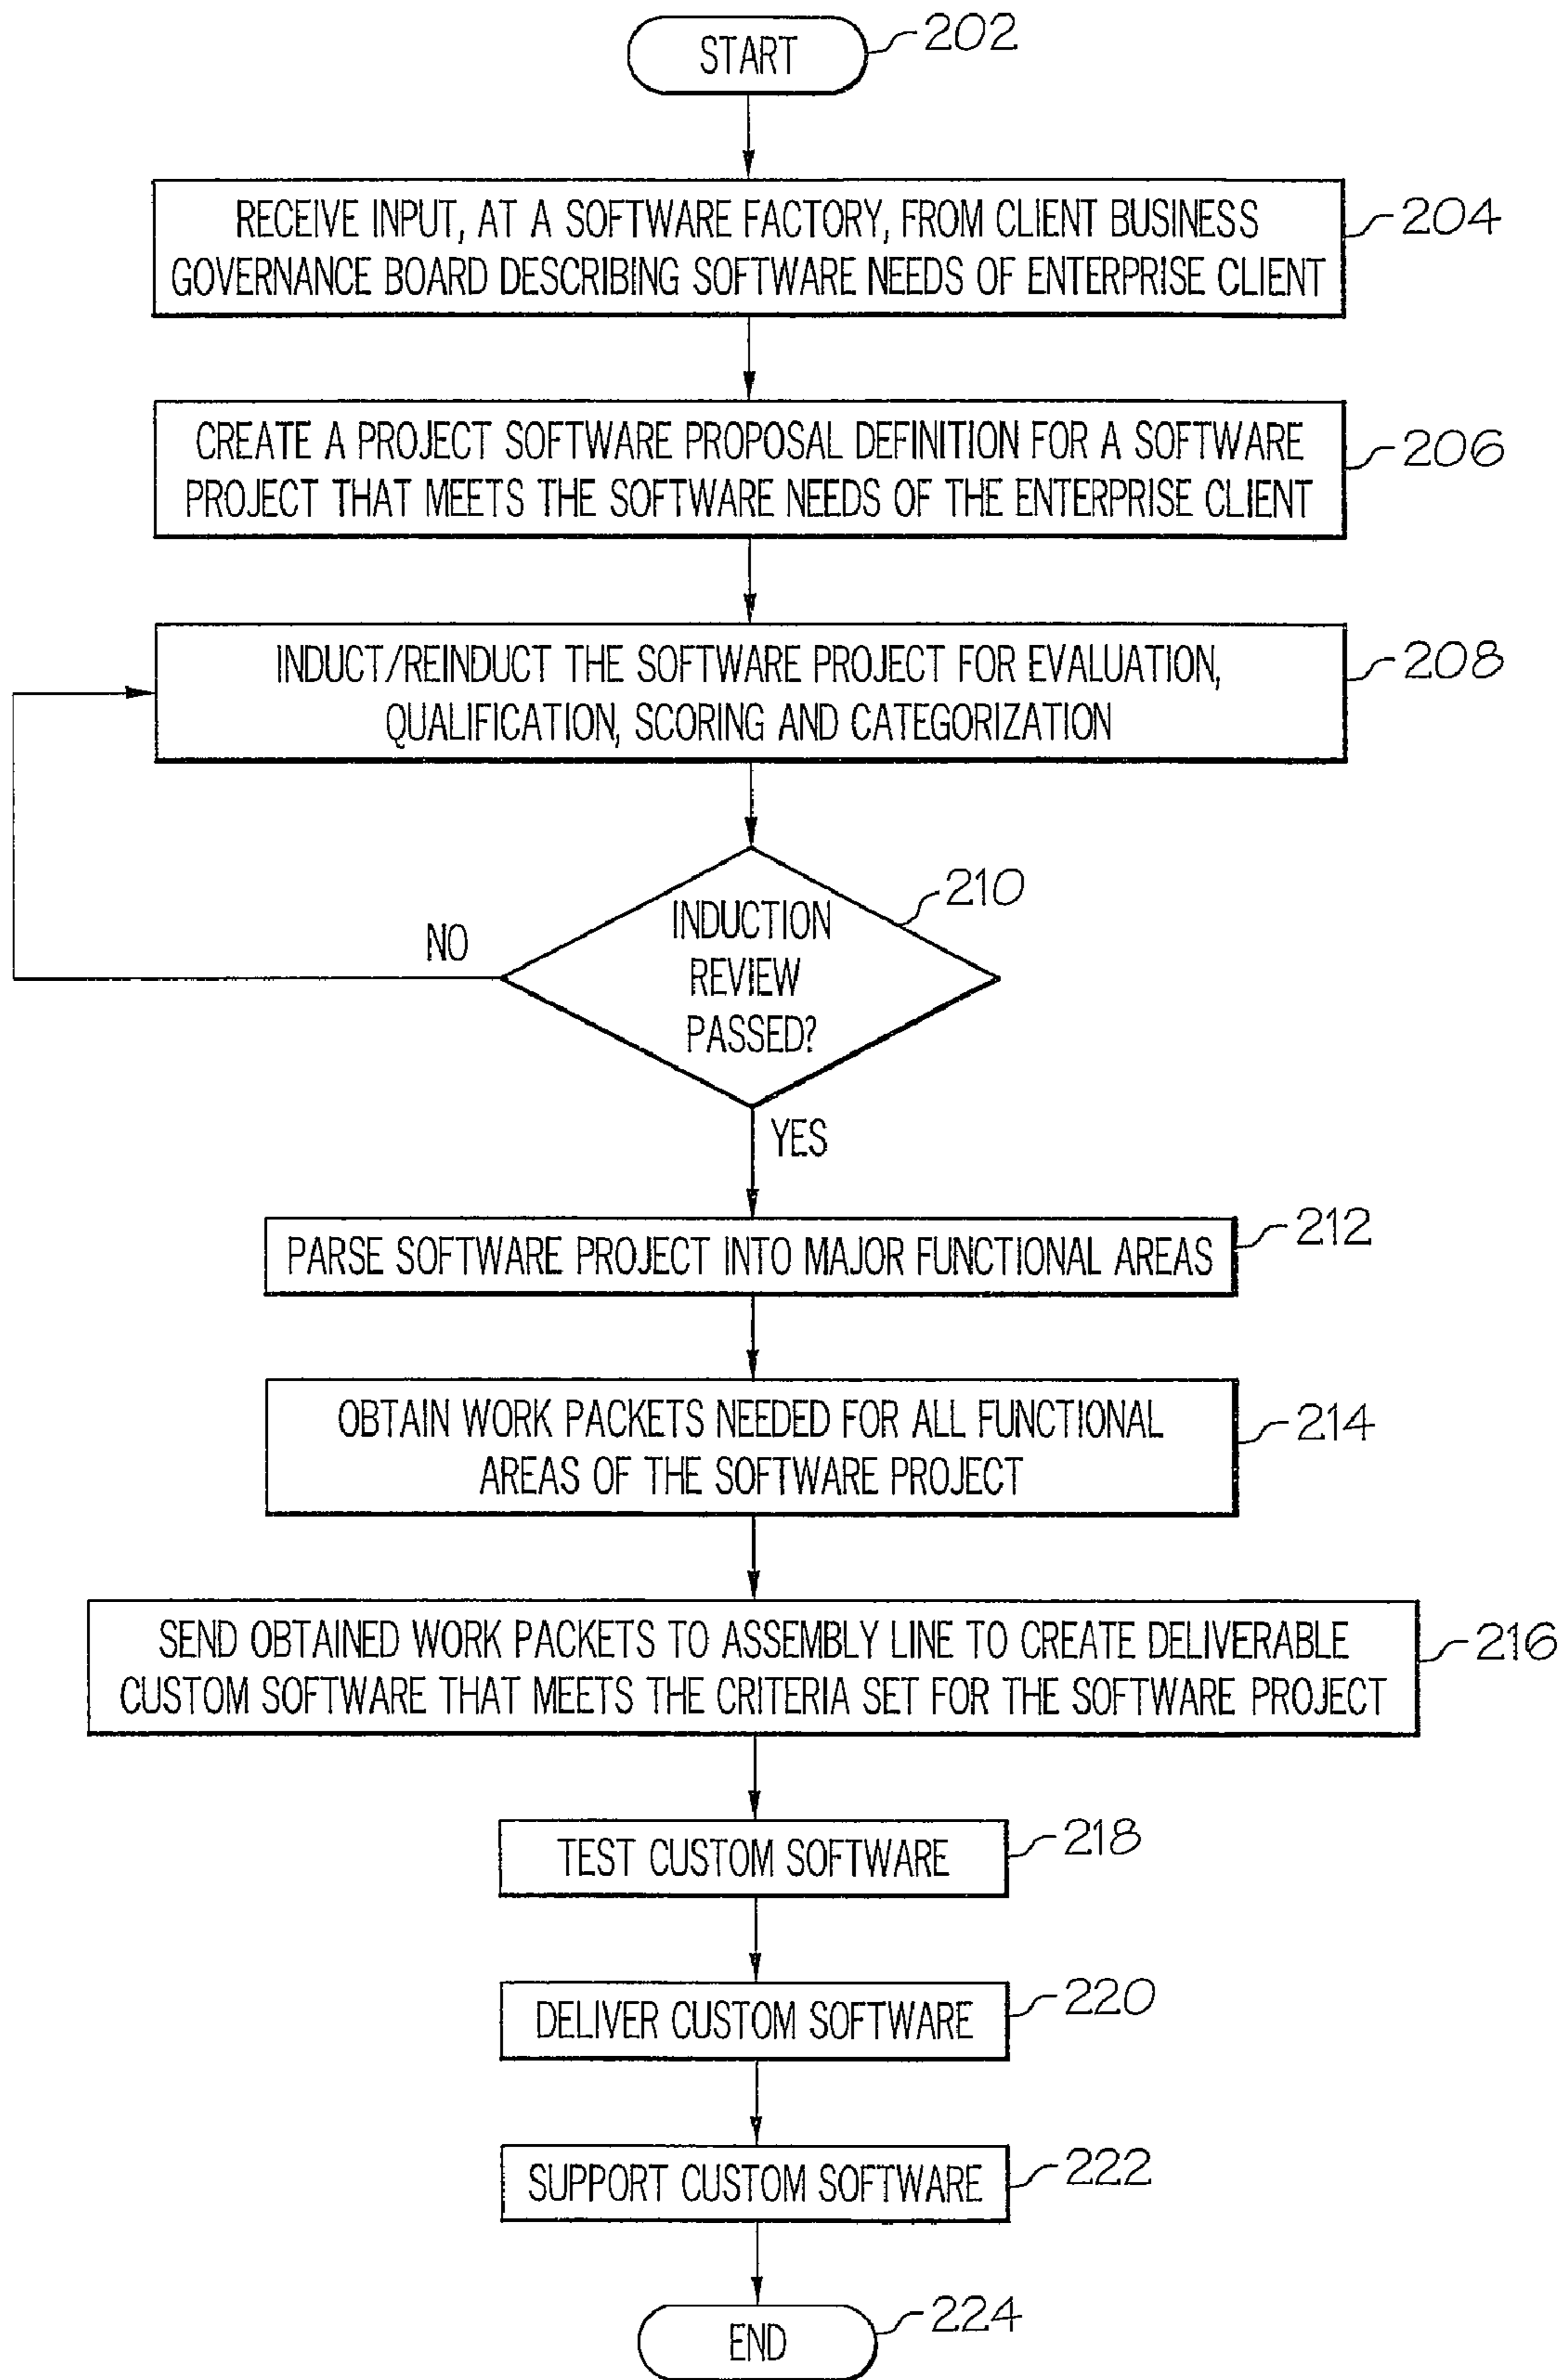 START
202
RECEIVE INPUT, AT A SOFTWARE FACTORY, FROM CLIENT BUSINESS
GOVERNANCE BOARD DESCRIBING SOFTWARE NEEDS OF ENTERPRISE CLIENT
204
CREATE A PROJECT SOFTWARE PROPOSAL DEFINITION FOR A SOFTWARE
PROJECT THAT MEETS THE SOFTWARE NEEDS OF THE ENTERPRISE CLIENT
206
INDUCT/REINDUCT THE SOFTWARE PROJECT FOR EVALUATION,
QUALIFICATION, SCORING AND CATEGORIZATION
208
INDUCTION
REVIEW
PASSED?
210
NO
YES
PARSE SOFTWARE PROJECT INTO MAJOR FUNCTIONAL AREAS
212
OBTAIN WORK PACKETS NEEDED FOR ALL FUNCTIONAL
AREAS OF THE SOFTWARE PROJECT
214
SEND OBTAINED WORK PACKETS TO ASSEMBLY LINE TO CREATE DELIVERABLE
CUSTOM SOFTWARE THAT MEETS THE CRITERIA SET FOR THE SOFTWARE PROJECT
216
TEST CUSTOM SOFTWARE
218
DELIVER CUSTOM SOFTWARE
220
SUPPORT CUSTOM SOFTWARE
222
END
224